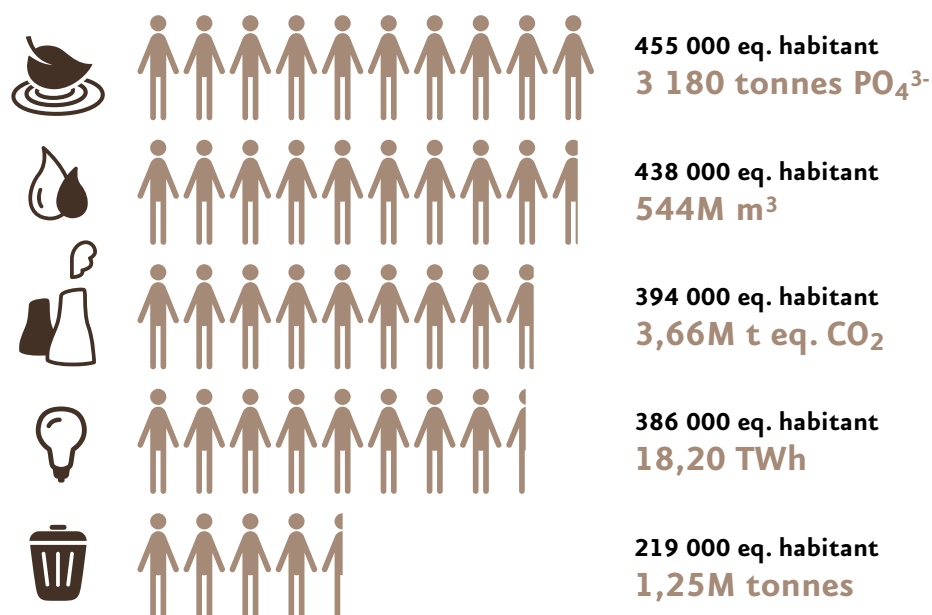 455 000 eq. habitant
3 180 tonnes PO₄³⁻
438 000 eq. habitant
544M m³
394 000 eq. habitant
3,66M t eq. CO₂
386 000 eq. habitant
18,20 TWh
219 000 eq. habitant
1,25M tonnes